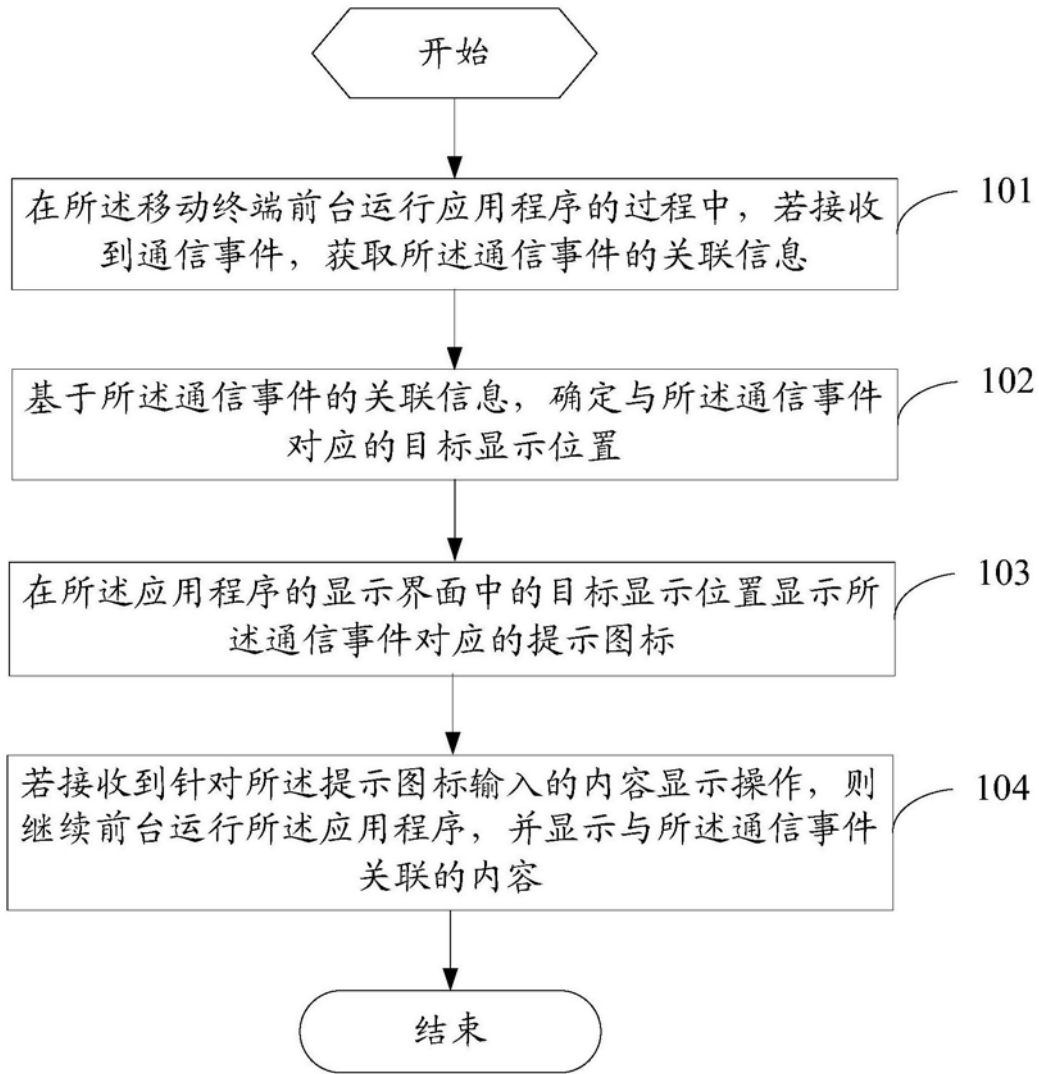 开始
在所述移动终端前台运行应用程序的过程中，若接收
到通信事件，获取所述通信事件的关联信息
101
基于所述通信事件的关联信息，确定与所述通信事件
对应的目标显示位置
102
在所述应用程序的显示界面中的目标显示位置显示所
述通信事件对应的提示图标
103
若接收到针对所述提示图标输入的内容显示操作，则
继续前台运行所述应用程序，并显示与所述通信事件
关联的内容
104
结束